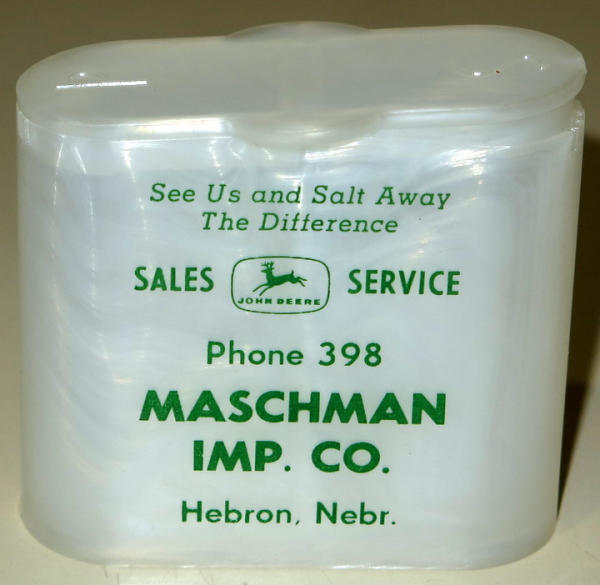 See Us and Salt Away
The Difference
SALES JOHN DEERE SERVICE
Phone 398
MASCHMAN
IMP. CO.
Hebron, Nebr.